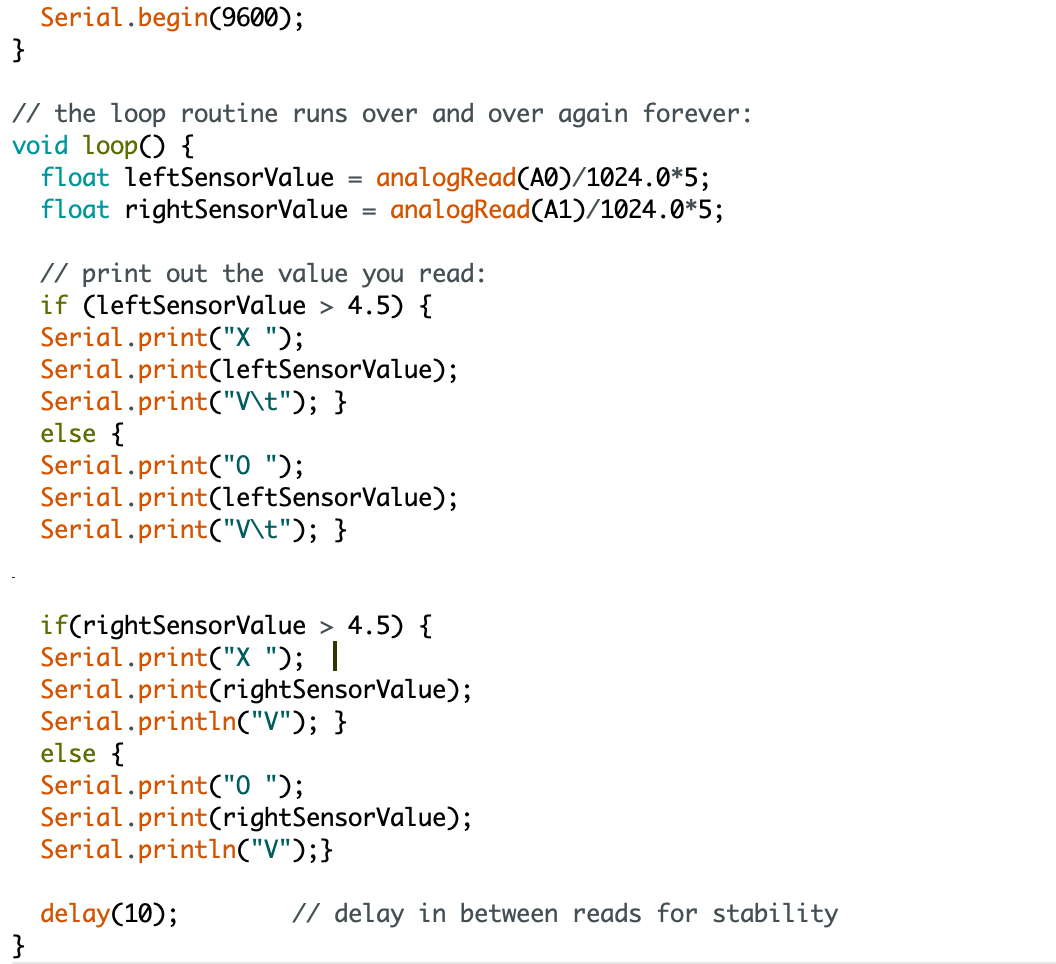 Serial.begin(9600);
}

// the loop routine runs over and over again forever:
void loop() {
  float leftSensorValue = analogRead(A0)/1024.0*5;
  float rightSensorValue = analogRead(A1)/1024.0*5;

  // print out the value you read:
  if (leftSensorValue > 4.5) {
  Serial.print("X ");
  Serial.print(leftSensorValue);
  Serial.print("V\t"); }
  else {
  Serial.print("O ");
  Serial.print(leftSensorValue);
  Serial.print("V\t"); }

  if(rightSensorValue > 4.5) {
  Serial.print("X ");
  Serial.print(rightSensorValue);
  Serial.println("V"); }
  else {
  Serial.print("O ");
  Serial.print(rightSensorValue);
  Serial.println("V");}

  delay(10);        // delay in between reads for stability
}